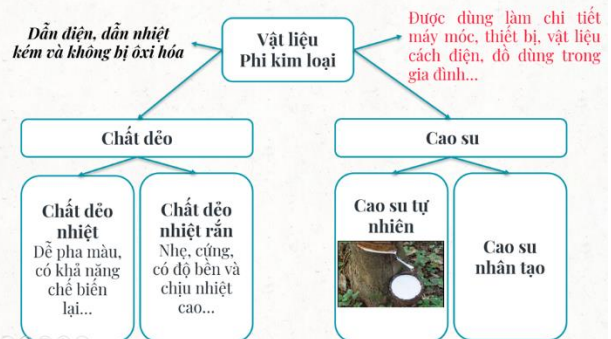 Dẫn điện, dẫn nhiệt
kém và không bị ôxi hóa
Vật liệu
Phi kim loại
Được dùng làm chi tiết
máy móc, thiết bị, vật liệu
cách điện, đồ dùng trong
gia đình...
Chất dẻo
Cao su
Chất dẻo
nhiệt
Dễ pha màu,
có khả năng
chế biến
lại...
Chất dẻo
nhiệt rắn
Nhẹ, cứng,
có độ bền và
chịu nhiệt
cao...
Cao su tự
nhiên
Cao su
nhân tạo